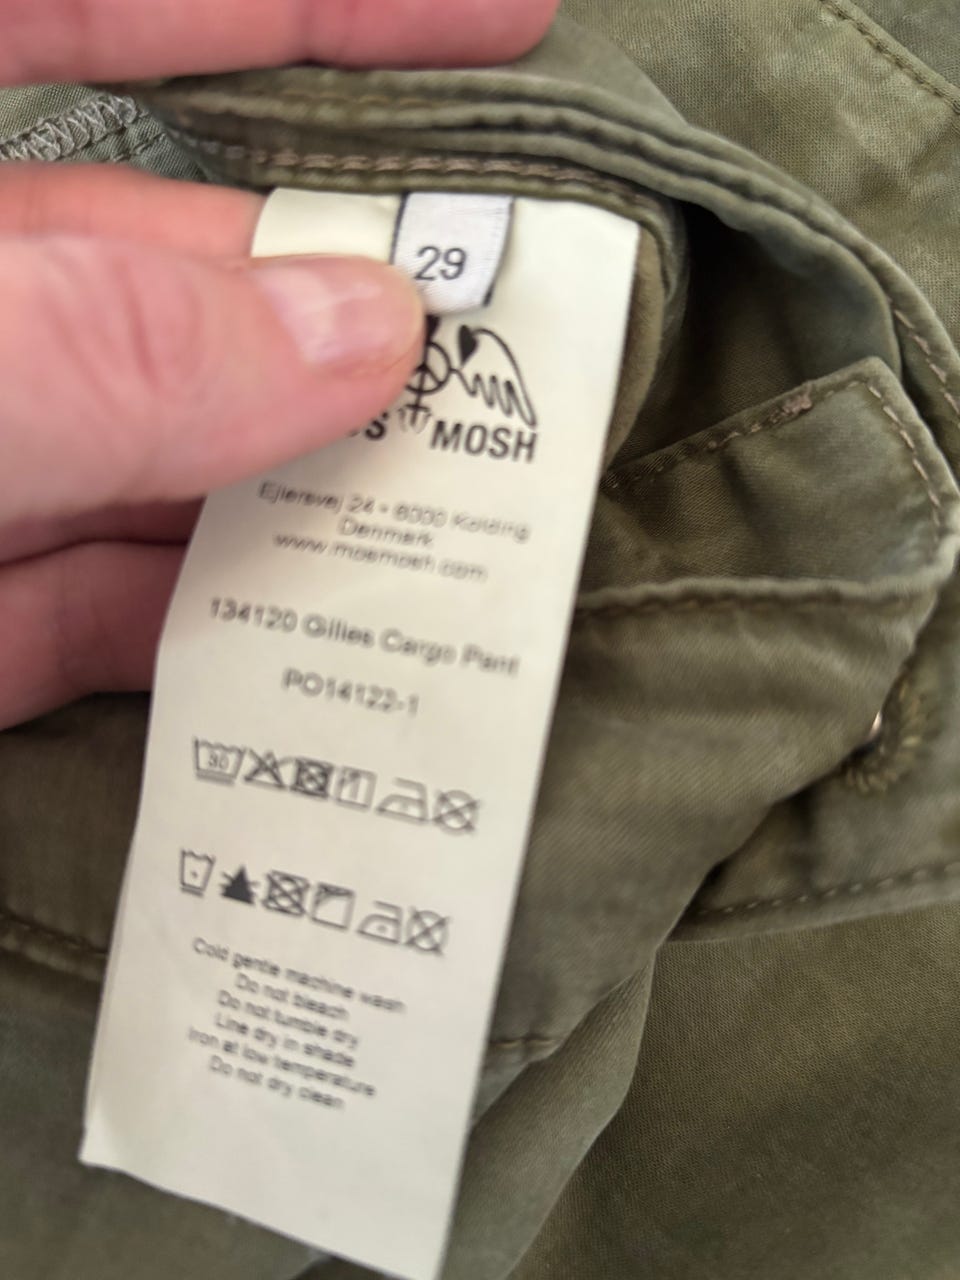 29
MOSH
Ejlersvej 24 • 6000 Kolding
Denmark
www.mosmosh.com
134120 Gilles Cargo Pant
PO14122-1
30
Cold gentle machine wash
Do not bleach
Do not tumble dry
Line dry in shade
Iron at low temperature
Do not dry clean